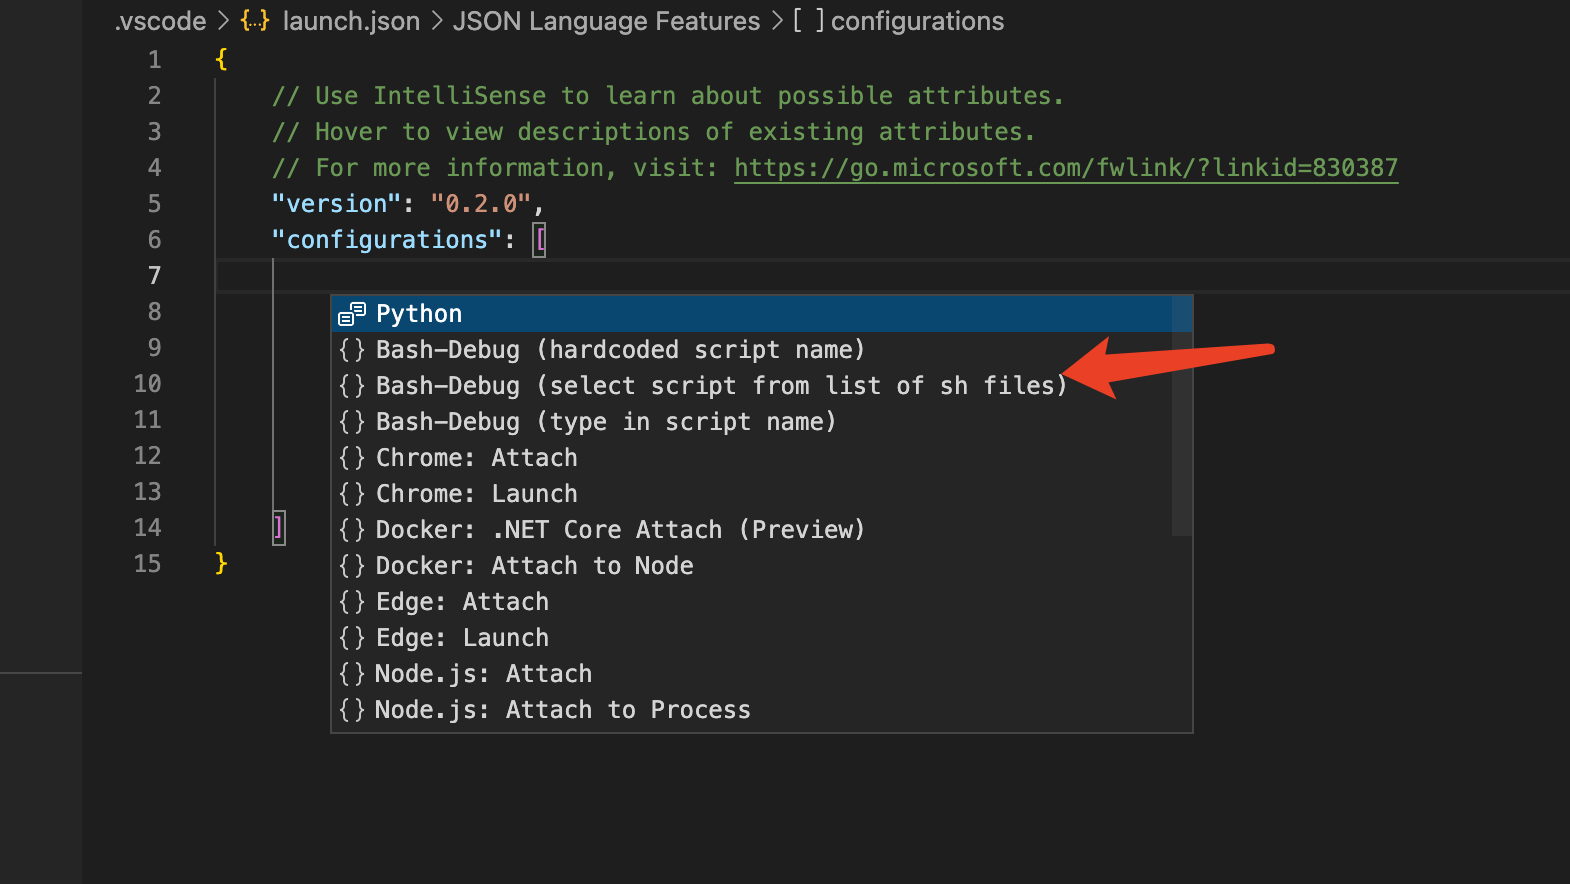 .vscode > {..} launch.json > JSON Language Features > [ ] configurations
1 {
2 // Use IntelliSense to learn about possible attributes.
3 // Hover to view descriptions of existing attributes.
4 // For more information, visit: https://go.microsoft.com/fwlink/?linkid=830387
5 "version": "0.2.0",
6 "configurations": [
7
8 Python
9 {} Bash-Debug (hardcoded script name)
10 {} Bash-Debug (select script from list of sh files)
11 {} Bash-Debug (type in script name)
12 {} Chrome: Attach
13 {} Chrome: Launch
14 ] {} Docker: .NET Core Attach (Preview)
15 } {} Docker: Attach to Node
{} Edge: Attach
{} Edge: Launch
{} Node.js: Attach
{} Node.js: Attach to Process